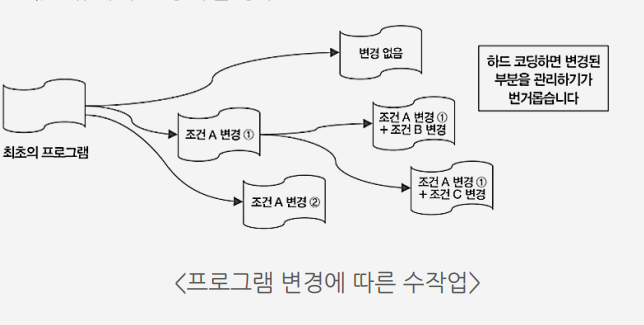 변경 없음
하드 코딩하면 변경된
부분을 관리하기가
번거롭습니다
최초의 프로그램
조건 A 변경 ①
조건 A 변경 ①
+ 조건 B 변경
조건 A 변경 ②
조건 A 변경 ①
+ 조건 C 변경
<프로그램 변경에 따른 수작업>